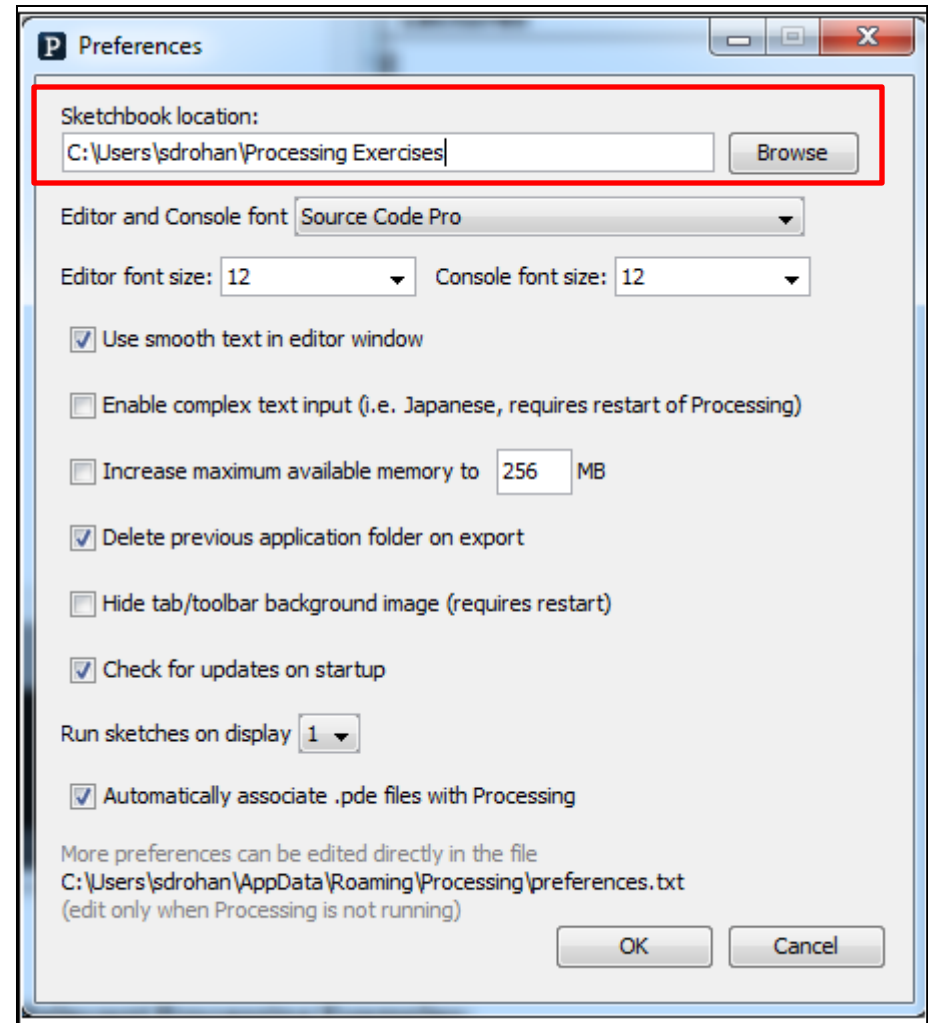 P Preferences
Sketchbook location:
C:\Users\sdrohan\Processing Exercises Browse
Editor and Console font Source Code Pro
Editor font size: 12 Console font size: 12
Use smooth text in editor window
Enable complex text input (i.e. Japanese, requires restart of Processing)
Increase maximum available memory to 256 MB
Delete previous application folder on export
Hide tab/toolbar background image (requires restart)
Check for updates on startup
Run sketches on display 1
Automatically associate .pde files with Processing
More preferences can be edited directly in the file
C:\Users\sdrohan\AppData\Roaming\Processing\preferences.txt
(edit only when Processing is not running)
OK Cancel